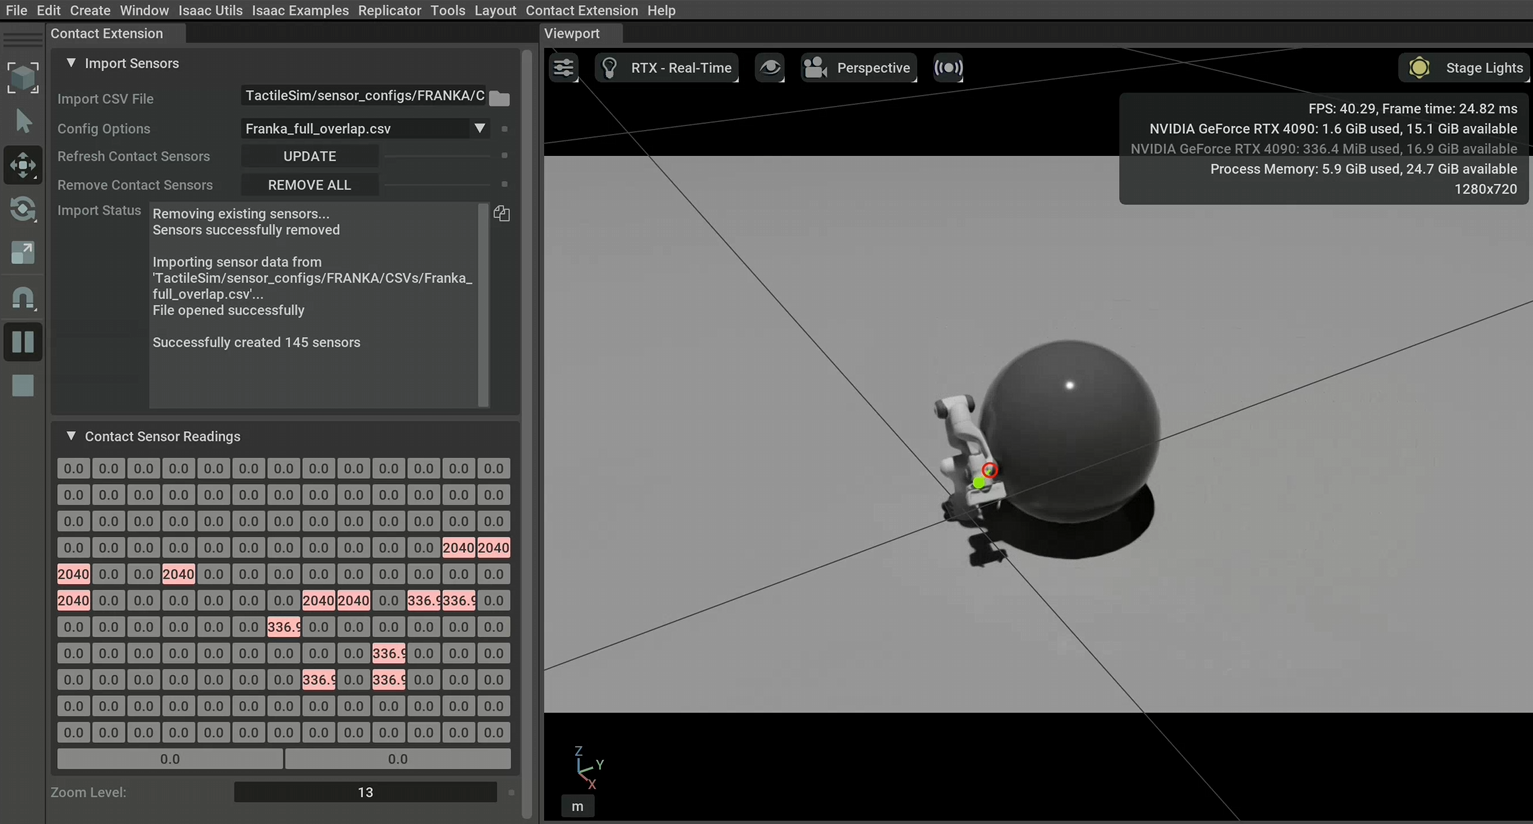 File Edit Create Window Isaac Utils Isaac Examples Replicator Tools Layout Contact Extension Help
Contact Extension
Import Sensors
Import CSV File TactileSim/sensor_configs/FRANKA/C
Config Options Franka_full_overlap.csv
Refresh Contact Sensors UPDATE
Remove Contact Sensors REMOVE ALL
Import Status
Removing existing sensors...
Sensors successfully removed
Importing sensor data from
'TactileSim/sensor_configs/FRANKA/CSVs/Franka_
full_overlap.csv'...
File opened successfully
Successfully created 145 sensors
Contact Sensor Readings
0.0 0.0 0.0 0.0 0.0 0.0 0.0 0.0 0.0 0.0 0.0 0.0 0.0
0.0 0.0 0.0 0.0 0.0 0.0 0.0 0.0 0.0 0.0 0.0 0.0 0.0
0.0 0.0 0.0 0.0 0.0 0.0 0.0 0.0 0.0 0.0 0.0 0.0 0.0
0.0 0.0 0.0 0.0 0.0 0.0 0.0 0.0 0.0 0.0 0.0 2040 2040
2040 0.0 0.0 2040 0.0 0.0 0.0 0.0 0.0 0.0 0.0 0.0 0.0
2040 0.0 0.0 0.0 0.0 0.0 0.0 2040 2040 0.0 336.9 336.9 0.0
0.0 0.0 0.0 0.0 0.0 0.0 336.9 0.0 0.0 0.0 0.0 0.0 0.0
0.0 0.0 0.0 0.0 0.0 0.0 0.0 0.0 0.0 336.9 0.0 0.0 0.0
0.0 0.0 0.0 0.0 0.0 0.0 0.0 336.9 0.0 336.9 0.0 0.0 0.0
0.0 0.0 0.0 0.0 0.0 0.0 0.0 0.0 0.0 0.0 0.0 0.0 0.0
0.0 0.0 0.0 0.0 0.0 0.0 0.0 0.0 0.0 0.0 0.0 0.0 0.0
0.0 0.0
Zoom Level: 13
Viewport
RTX - Real-Time Perspective Stage Lights
FPS: 40.29, Frame time: 24.82 ms
NVIDIA GeForce RTX 4090: 1.6 GiB used, 15.1 GiB available
NVIDIA GeForce RTX 4090: 336.4 MiB used, 16.9 GiB available
Process Memory: 5.9 GiB used, 24.7 GiB available
1280x720
Z
Y
X
m